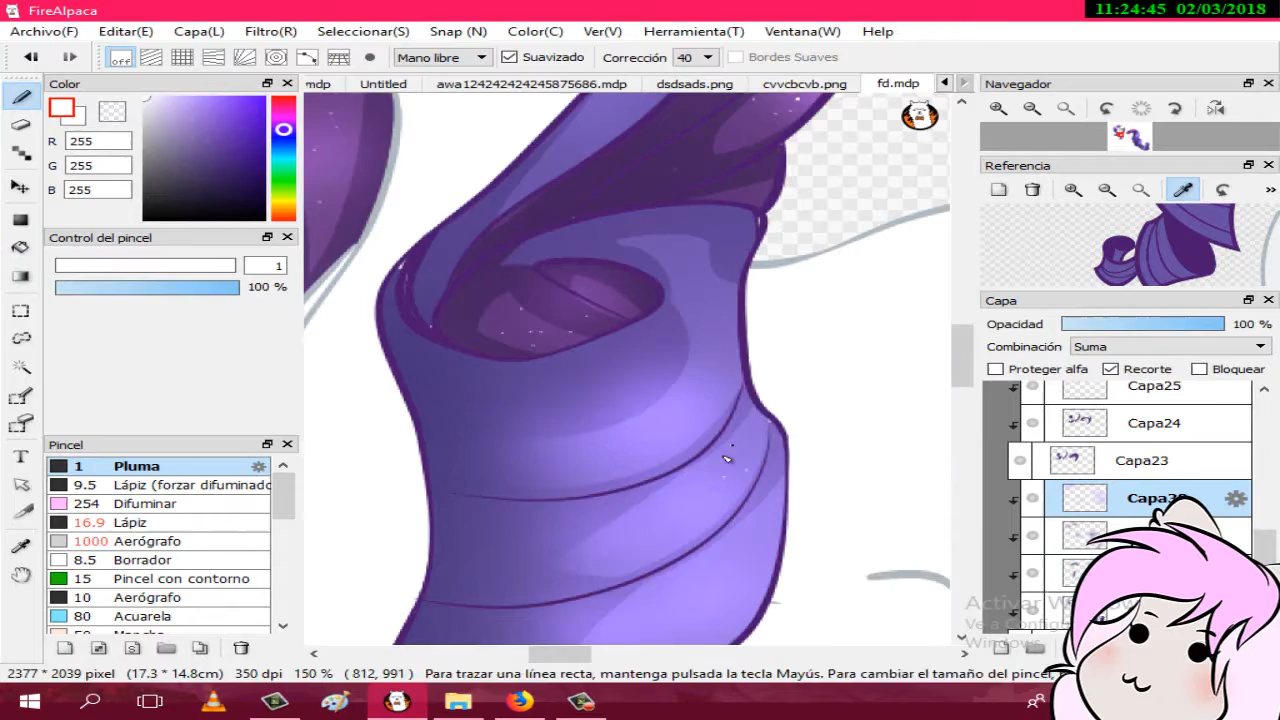 FireAlpaca
11:24:45 02/03/2018
Archivo(F) Editar(E) Capa(L) Filtro(R) Seleccionar(S) Snap (N) Color(C) Ver(V) Herramienta(T) Ventana(W) Help
off Mano libre Suavizado Corrección 40 Bordes Suaves
Color
mdp Untitled awa124242424245875686.mdp dsdsads.png cvvcbcvb.png fd.mdp
Navegador
R 255
G 255
B 255
Referencia
»
Control del pincel
1
100 %
Capa
Opacidad 100 %
Combinación Suma
Proteger alfa Recorte Bloquear
Capa25
Capa24
Capa23
Pincel
1 Pluma
9.5 Lápiz (forzar difuminado
254 Difuminar
16.9 Lápiz
1000 Aerógrafo
8.5 Borrador
15 Pincel con contorno
10 Aerógrafo
80 Acuarela
Activar
Ve a Config
Windows.
2377 * 2039 pixel (17.3 * 14.8cm) 350 dpi 150 % ( 812, 991 ) Para trazar una línea recta, mantenga pulsada la tecla Mayús. Para cambiar el tamaño del pincel,